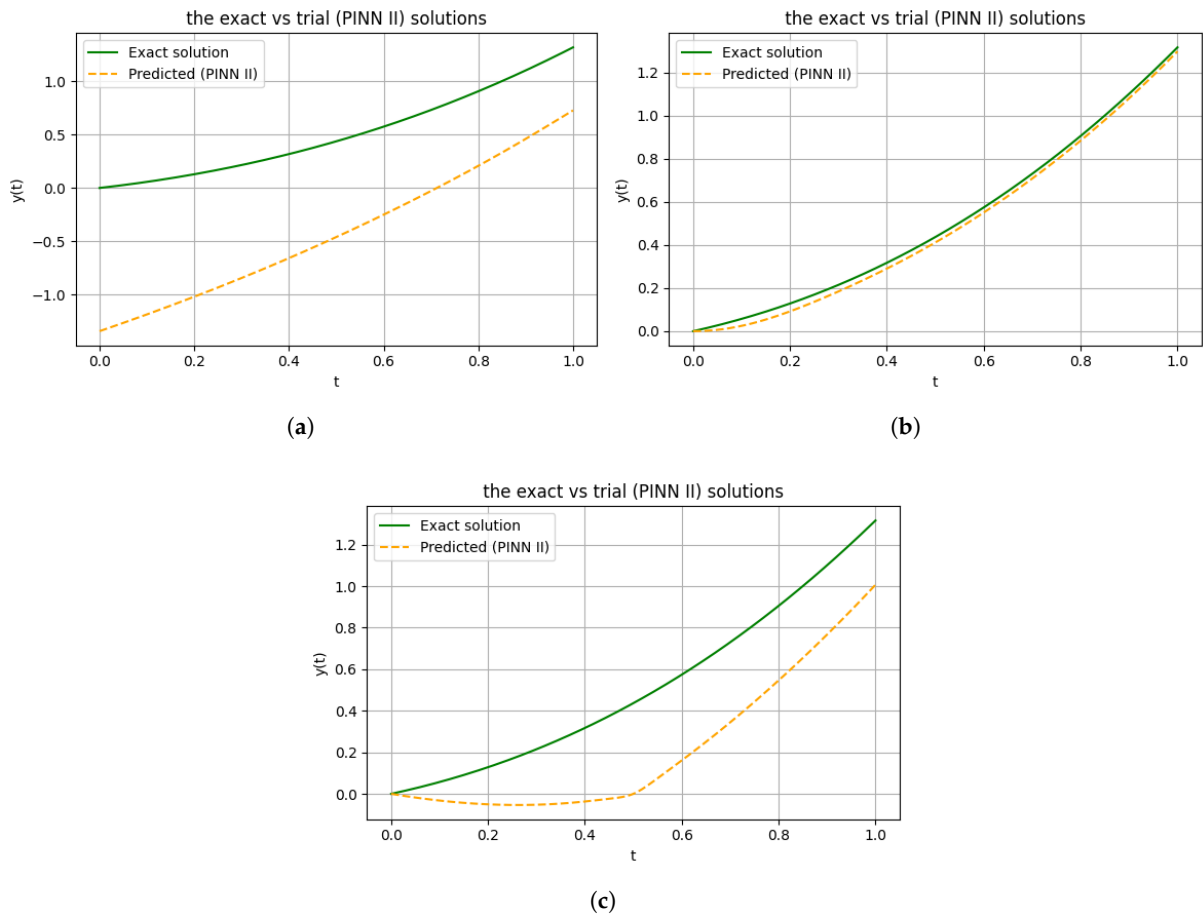 the exact vs trial (PINN II) solutions
Exact solution
Predicted (PINN II)
1.0
0.5
0.0
−0.5
−1.0
y(t)
0.0 0.2 0.4 0.6 0.8 1.0
t
(a)
the exact vs trial (PINN II) solutions
Exact solution
Predicted (PINN II)
1.2
1.0
0.8
0.6
0.4
0.2
0.0
y(t)
0.0 0.2 0.4 0.6 0.8 1.0
t
(b)
the exact vs trial (PINN II) solutions
Exact solution
Predicted (PINN II)
1.2
1.0
0.8
0.6
0.4
0.2
0.0
y(t)
0.0 0.2 0.4 0.6 0.8 1.0
t
(c)